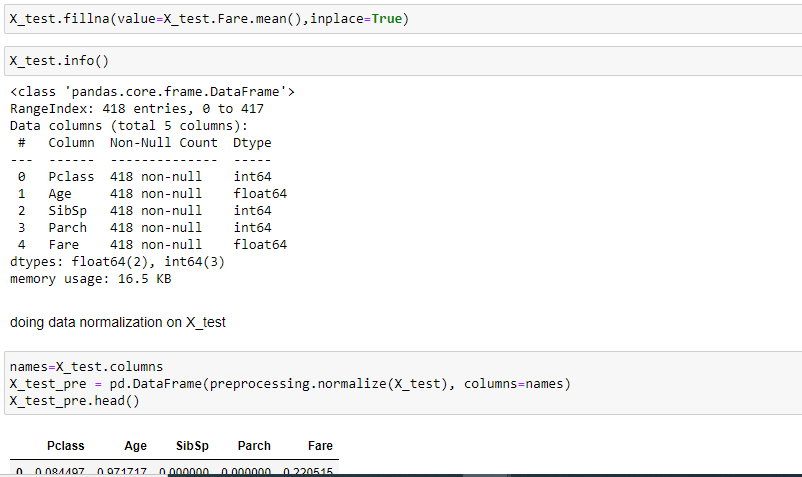 X_test.fillna(value=X_test.Fare.mean(),inplace=True)
X_test.info()
<class 'pandas.core.frame.DataFrame'>
RangeIndex: 418 entries, 0 to 417
Data columns (total 5 columns):
 #   Column  Non-Null Count  Dtype
---  ------  --------------  -----
 0   Pclass  418 non-null    int64
 1   Age     418 non-null    float64
 2   SibSp   418 non-null    int64
 3   Parch   418 non-null    int64
 4   Fare    418 non-null    float64
dtypes: float64(2), int64(3)
memory usage: 16.5 KB
doing data normalization on X_test
names=X_test.columns
X_test_pre = pd.DataFrame(preprocessing.normalize(X_test), columns=names)
X_test_pre.head()
Pclass Age SibSp Parch Fare
0 0.084497 0.971717 0.000000 0.000000 0.220515